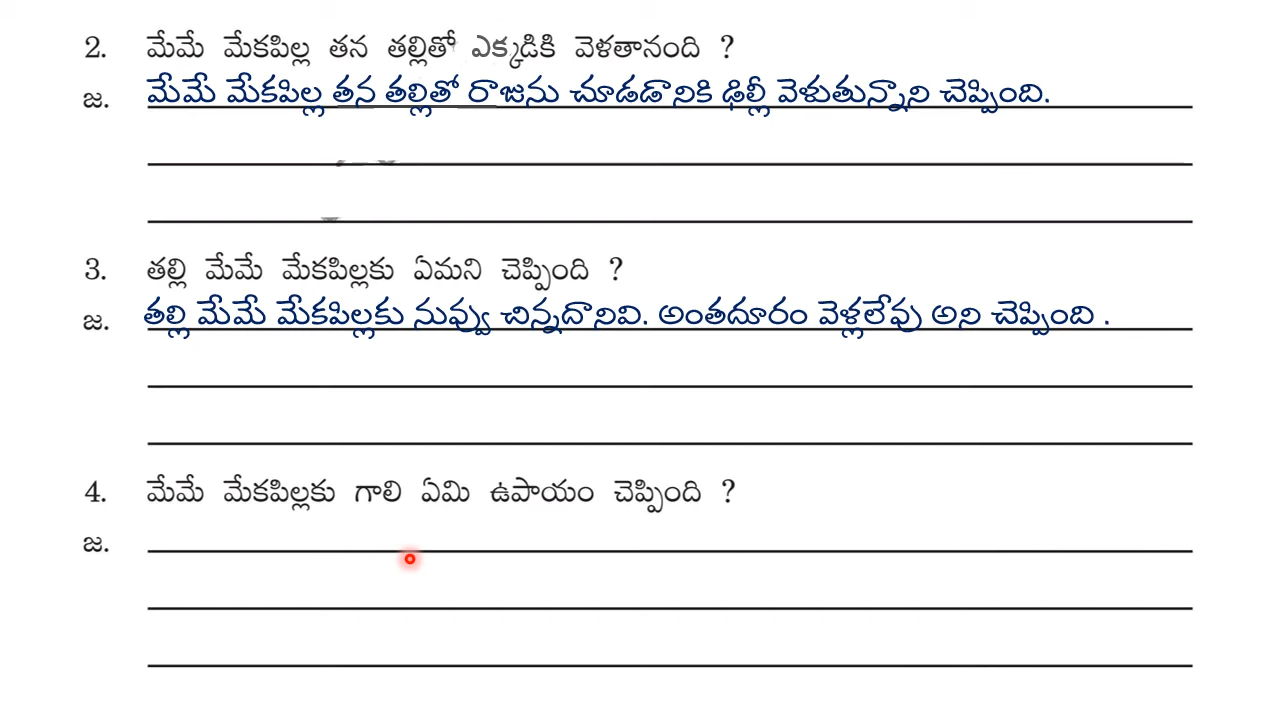 2. మేమే మేకపిల్ల తన తల్లితో ఎక్కడికి వెళతానంది ?
జ. మేమే మేకపిల్ల తన తల్లితో రాజును చూడడానికి ఢిల్లీ వెళుతున్నాని చెప్పింది.
3. తల్లి మేమే మేకపిల్లకు ఏమని చెప్పింది ?
జ. తల్లి మేమే మేకపిల్లకు నువ్వు చిన్నదానివి. అంతదూరం వెళ్లలేవు అని చెప్పింది .
4. మేమే మేకపిల్లకు గాలి ఏమి ఉపాయం చెప్పింది ?
జ.